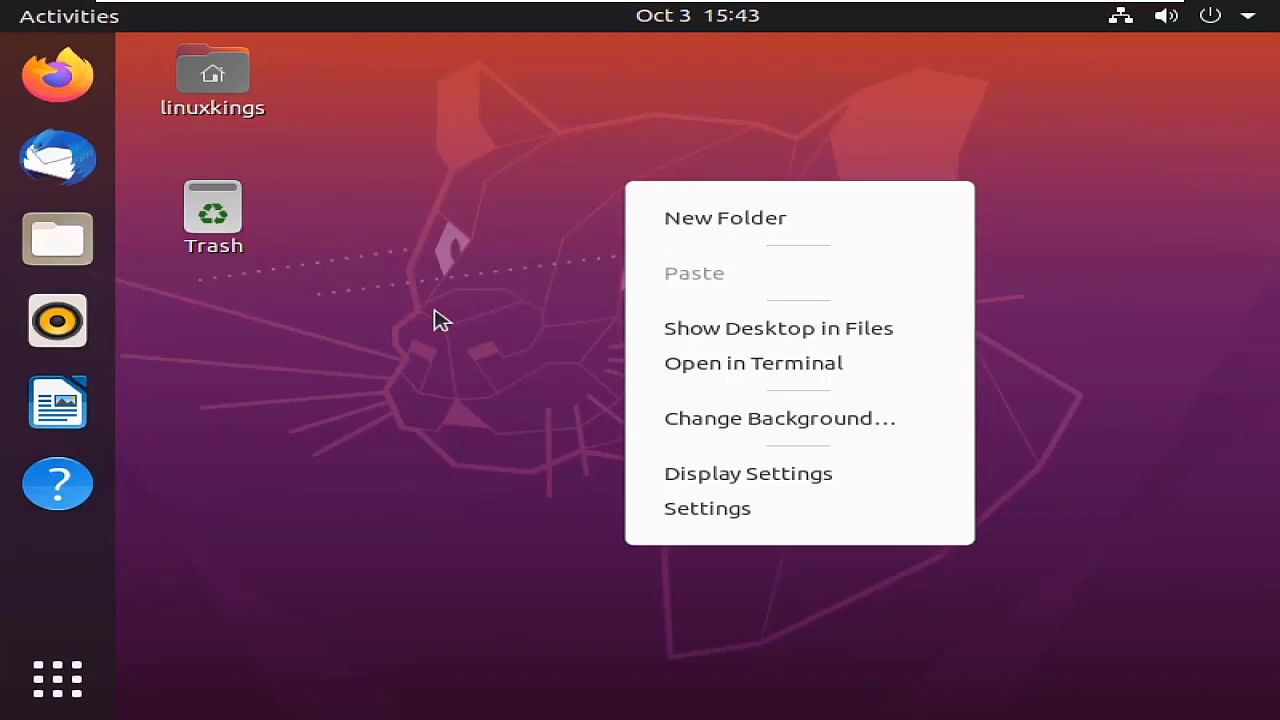 Activities
Oct 3 15:43
linuxkings
Trash
New Folder
Paste
Show Desktop in Files
Open in Terminal
Change Background...
Display Settings
Settings
?